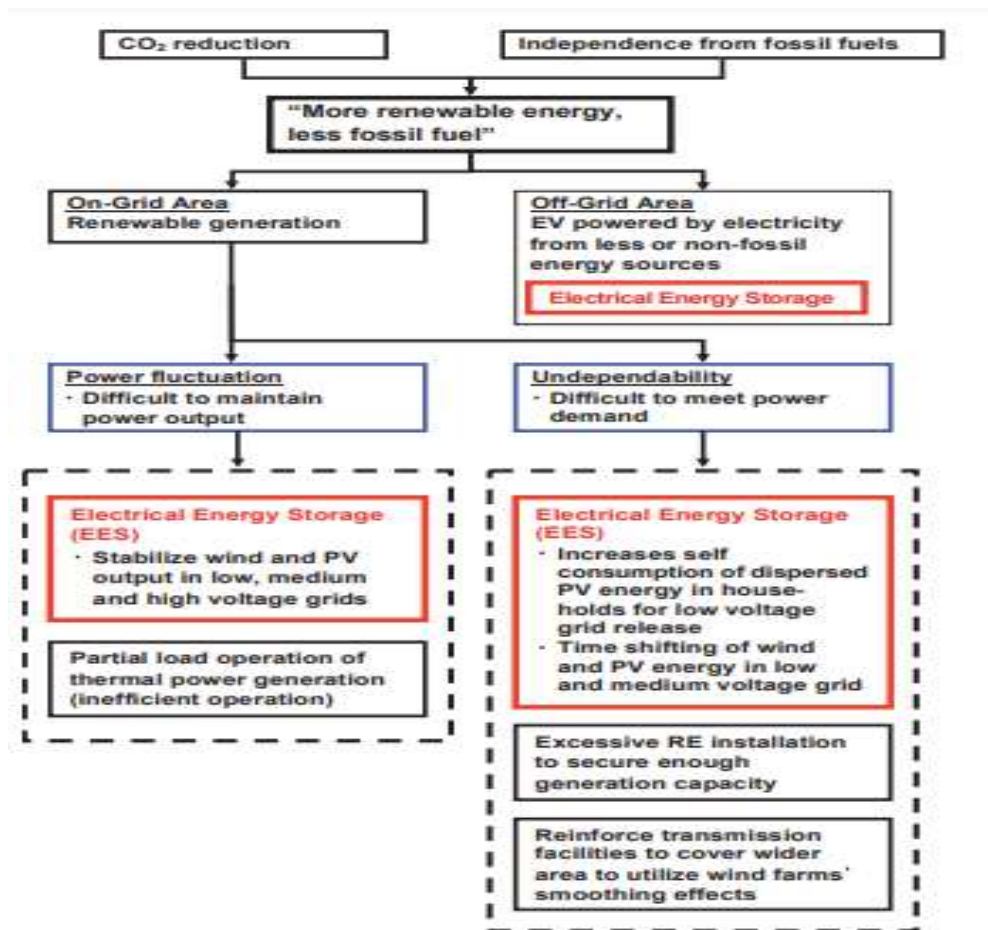 CO₂ reduction
Independence from fossil fuels
“More renewable energy,
less fossil fuel”
On-Grid Area
Renewable generation
Off-Grid Area
EV powered by electricity
from less or non-fossil
energy sources
Electrical Energy Storage
Power fluctuation
· Difficult to maintain
power output
Undependability
· Difficult to meet power
demand
Electrical Energy Storage
(EES)
· Stabilize wind and PV
output in low, medium
and high voltage grids
Partial load operation of
thermal power generation
(inefficient operation)
Electrical Energy Storage
(EES)
· Increases self
consumption of dispersed
PV energy in house-
holds for low voltage
grid release
· Time shifting of wind
and PV energy in low
and medium voltage grid
Excessive RE installation
to secure enough
generation capacity
Reinforce transmission
facilities to cover wider
area to utilize wind farms’
smoothing effects